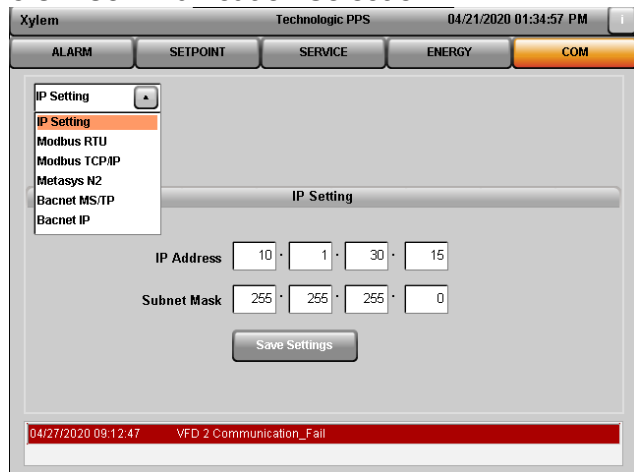 Xylem Technologic PPS 04/21/2020 01:34:57 PM i
ALARM SETPOINT SERVICE ENERGY COM
IP Setting
IP Setting
Modbus RTU
Modbus TCP/IP
Metasys N2
Bacnet MS/TP
Bacnet IP
IP Setting
IP Address 10 . 1 . 30 . 15
Subnet Mask 255 . 255 . 255 . 0
Save Settings
04/27/2020 09:12:47 VFD 2 Communication_Fail